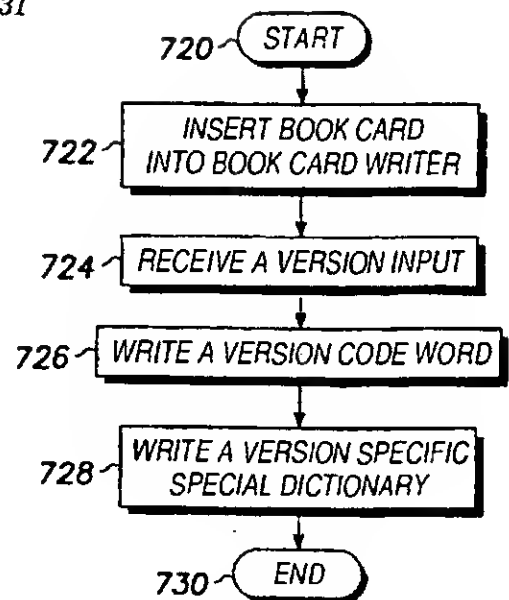 31
720 START
722 INSERT BOOK CARD
INTO BOOK CARD WRITER
724 RECEIVE A VERSION INPUT
726 WRITE A VERSION CODE WORD
728 WRITE A VERSION SPECIFIC
SPECIAL DICTIONARY
730 END